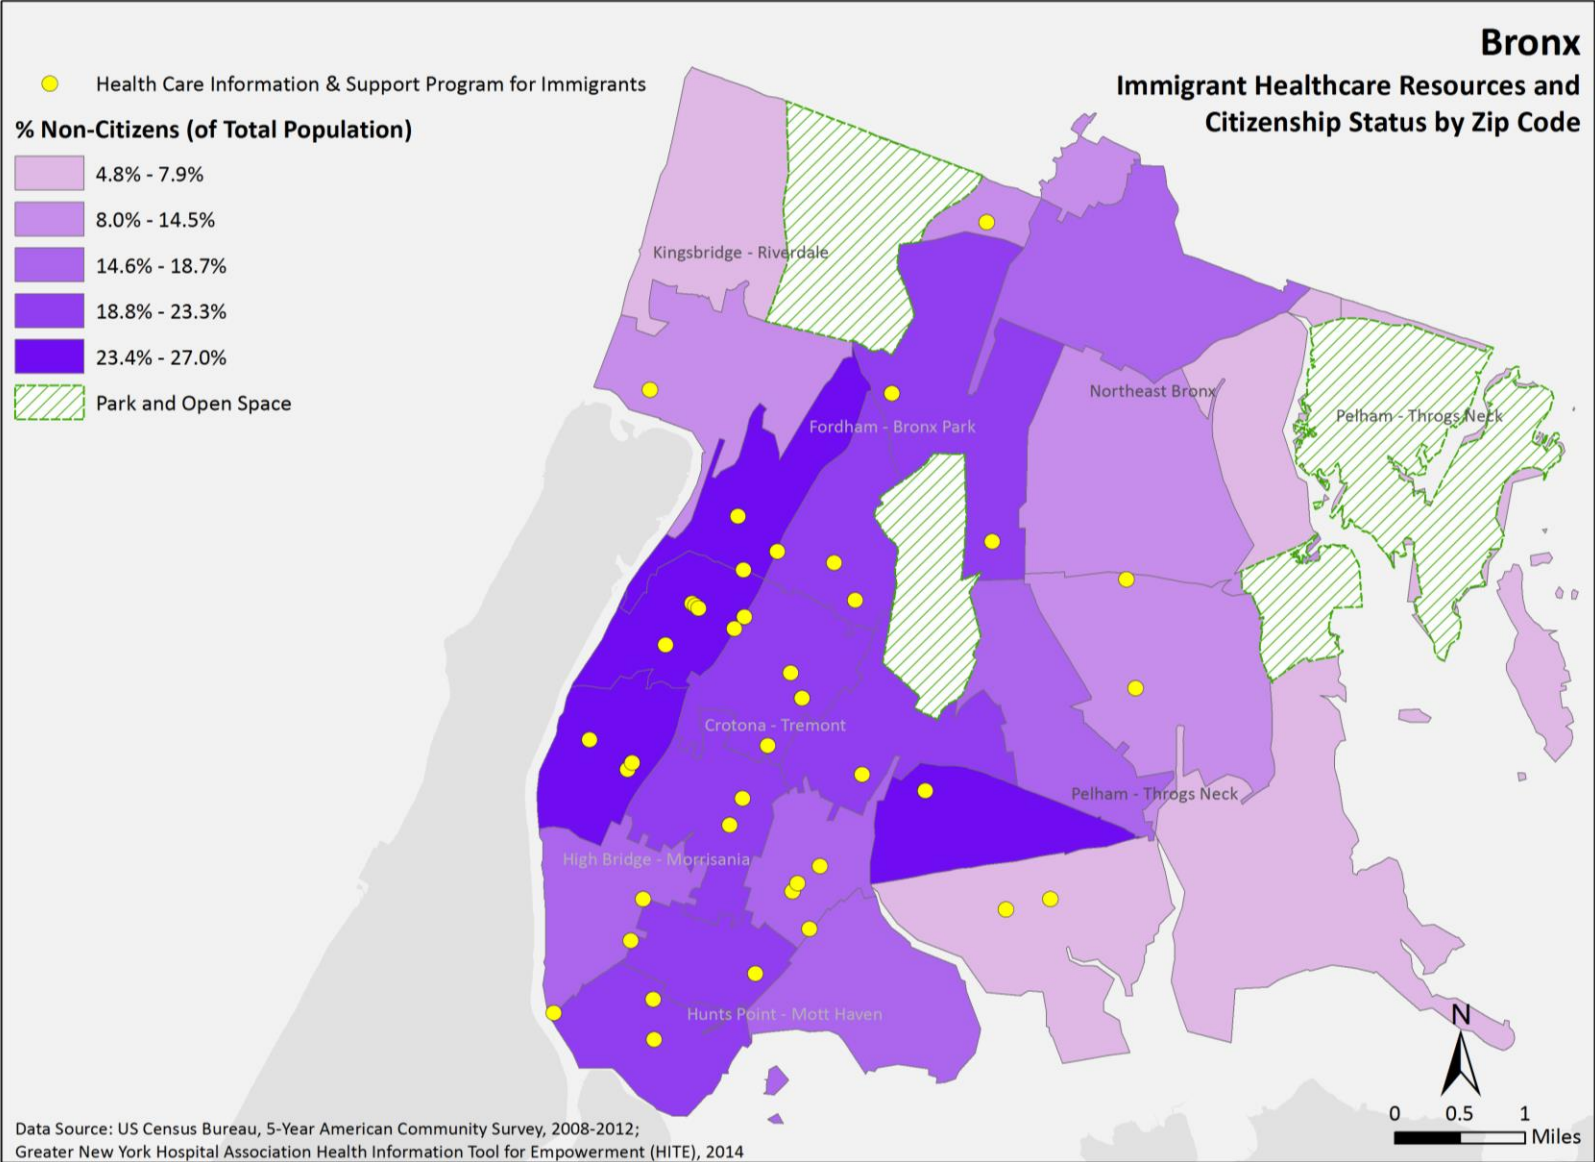 Bronx
Immigrant Healthcare Resources and
Citizenship Status by Zip Code
Health Care Information & Support Program for Immigrants
% Non-Citizens (of Total Population)
4.8% - 7.9%
8.0% - 14.5%
14.6% - 18.7%
18.8% - 23.3%
23.4% - 27.0%
Park and Open Space
Kingsbridge - Riverdale
Northeast Bronx
Pelham - Throgs Neck
Fordham - Bronx Park
Crotona - Tremont
Pelham - Throgs Neck
High Bridge - Morrisania
Hunts Point - Mott Haven
N
0 0.5 1
Miles
Data Source: US Census Bureau, 5-Year American Community Survey, 2008-2012;
Greater New York Hospital Association Health Information Tool for Empowerment (HITE), 2014